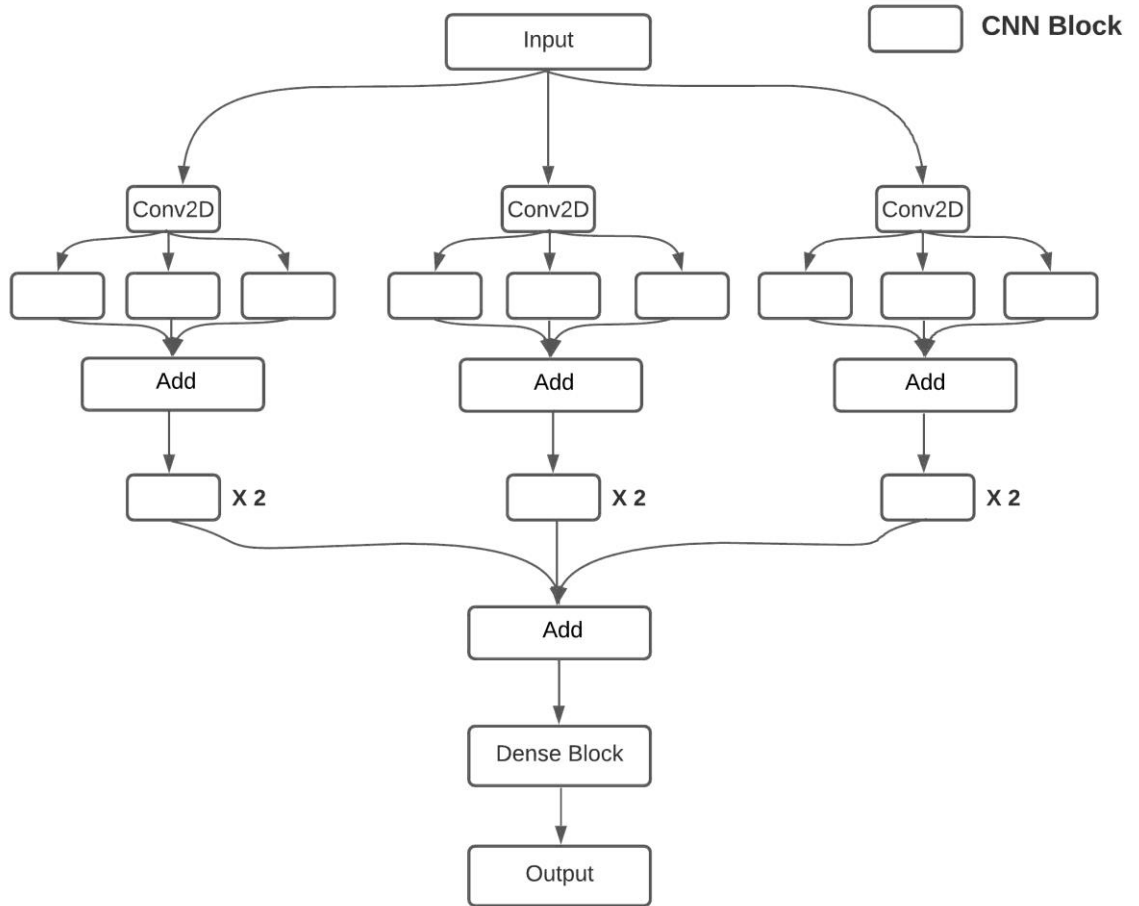 Input
CNN Block
Conv2D
Conv2D
Conv2D
Add
Add
Add
X 2
X 2
X 2
Add
Dense Block
Output